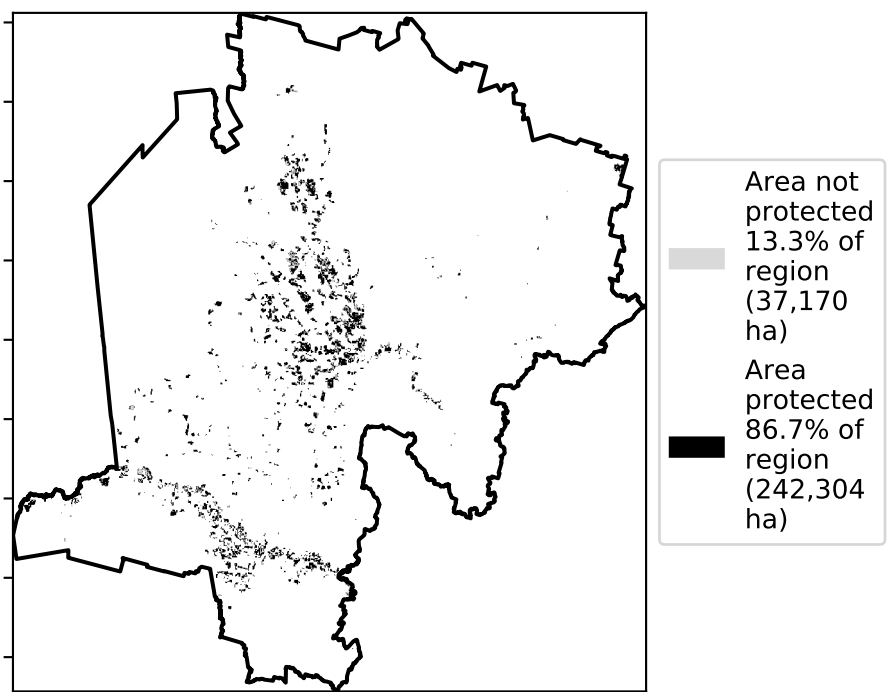 Area not
protected
13.3% of
region
(37,170
ha)
Area
protected
86.7% of
region
(242,304
ha)